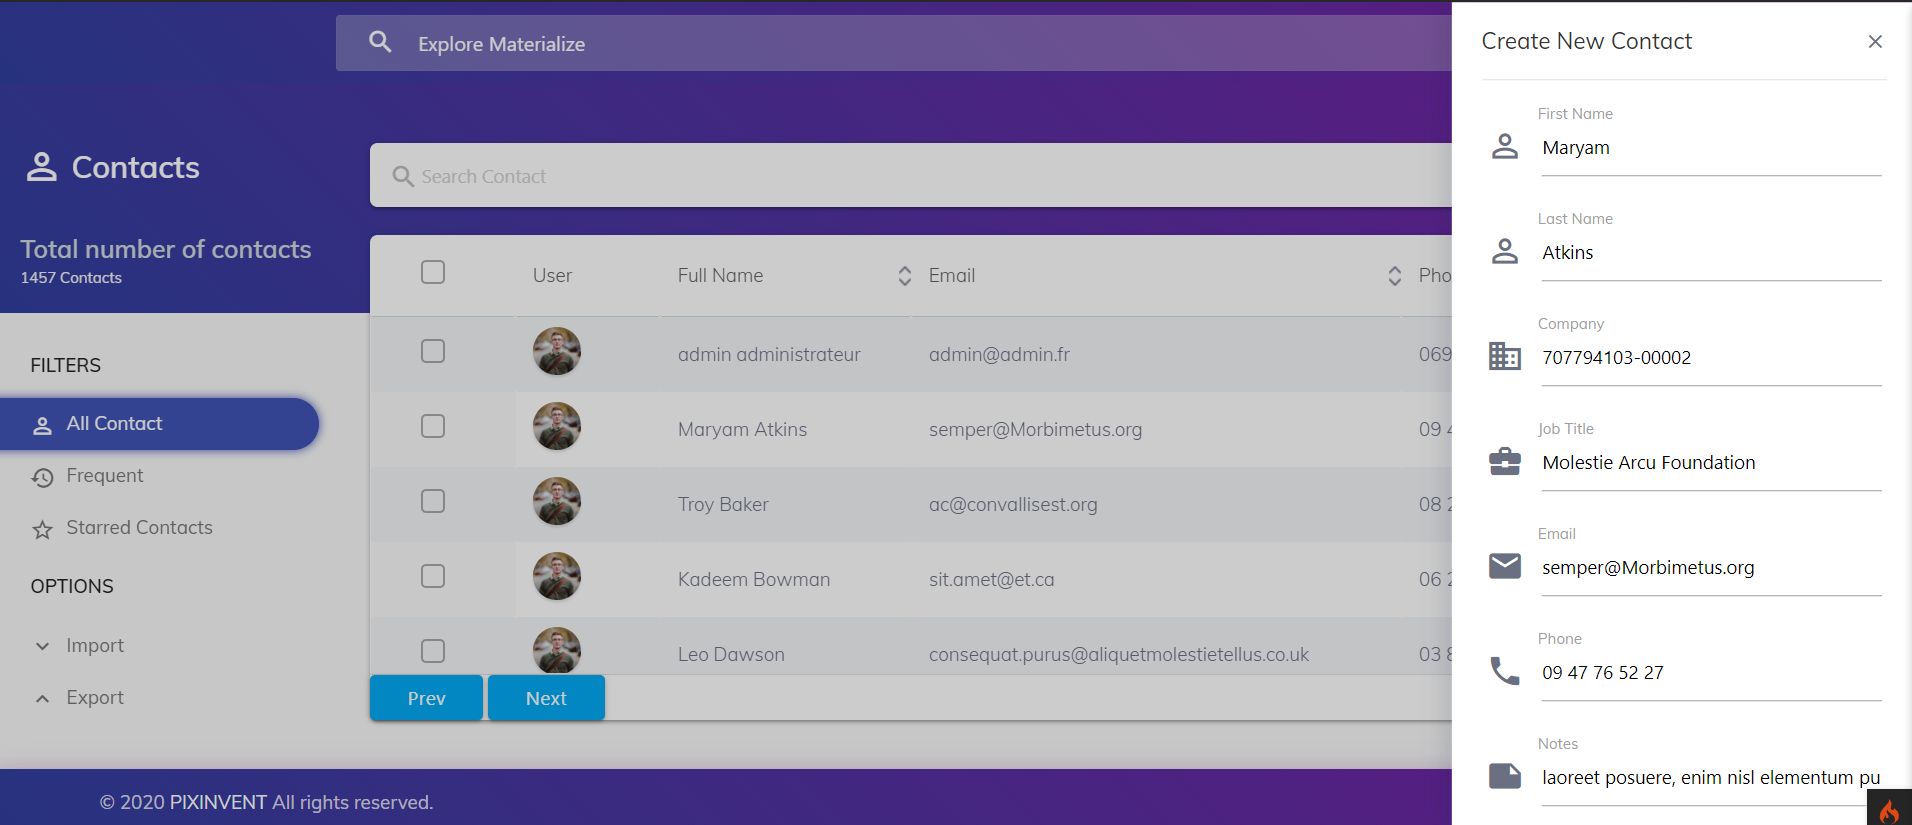 Explore Materialize
Contacts
Total number of contacts
1457 Contacts
FILTERS
All Contact
Frequent
Starred Contacts
OPTIONS
Import
Export
Search Contact
User Full Name Email Pho
admin administrateur admin@admin.fr 069
Maryam Atkins semper@Morbimetus.org 09 4
Troy Baker ac@convallisest.org 08 2
Kadeem Bowman sit.amet@et.ca 06 2
Leo Dawson consequat.purus@aliquetmolestietellus.co.uk 03 8
Prev Next
© 2020 PIXINVENT All rights reserved.
Create New Contact
First Name
Maryam
Last Name
Atkins
Company
707794103-00002
Job Title
Molestie Arcu Foundation
Email
semper@Morbimetus.org
Phone
09 47 76 52 27
Notes
laoreet posuere, enim nisl elementum pu